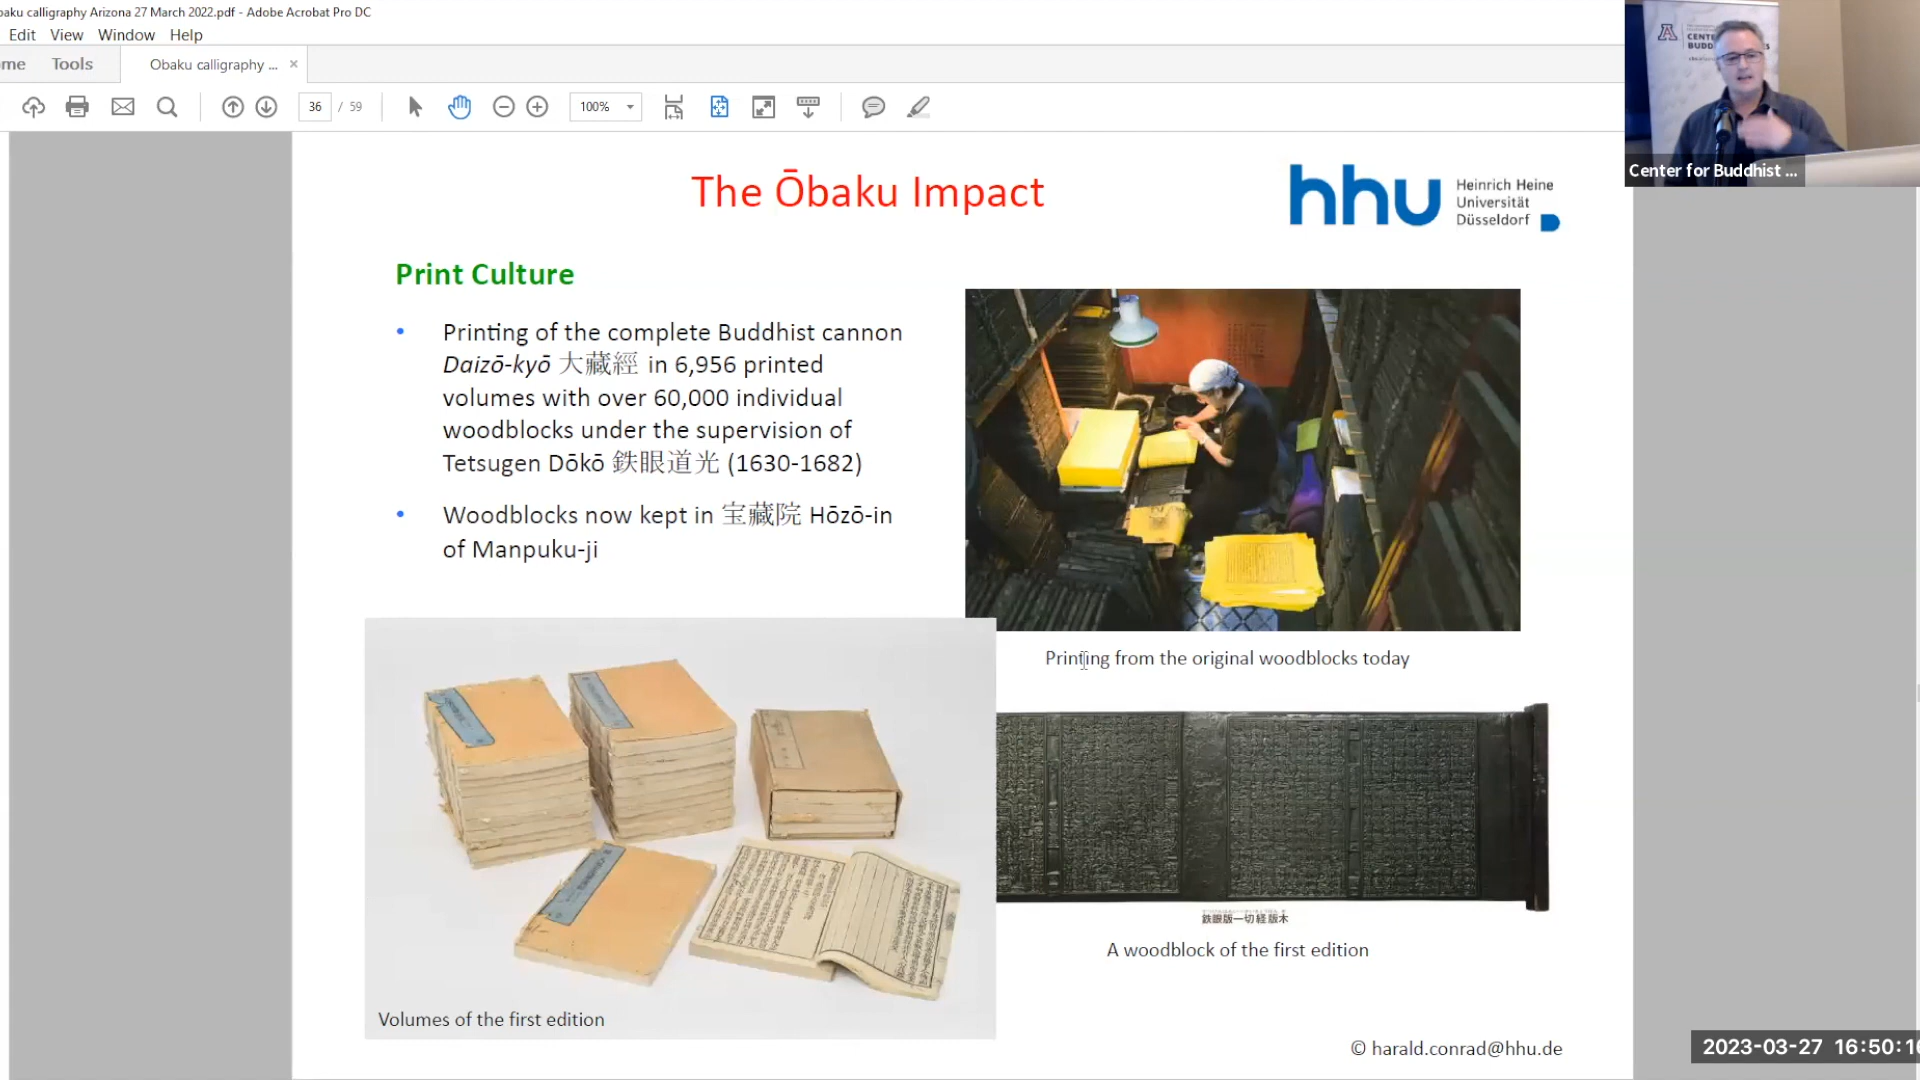 baku calligraphy Arizona 27 March 2022.pdf - Adobe Acrobat Pro DC
Edit View Window Help
me Tools Obaku calligraphy ... ×
36 / 59 100%
CENTE
BUDD
Center for Buddhist ...
The Ōbaku Impact
hhu Heinrich Heine
Universität
Düsseldorf
Print Culture
• Printing of the complete Buddhist cannon
Daizō-kyō 大藏經 in 6,956 printed
volumes with over 60,000 individual
woodblocks under the supervision of
Tetsugen Dōkō 鉄眼道光 (1630-1682)
• Woodblocks now kept in 宝藏院 Hōzō-in
of Manpuku-ji
Printing from the original woodblocks today
鉄眼版一切経版木
A woodblock of the first edition
Volumes of the first edition
© harald.conrad@hhu.de
2023-03-27 16:50:1